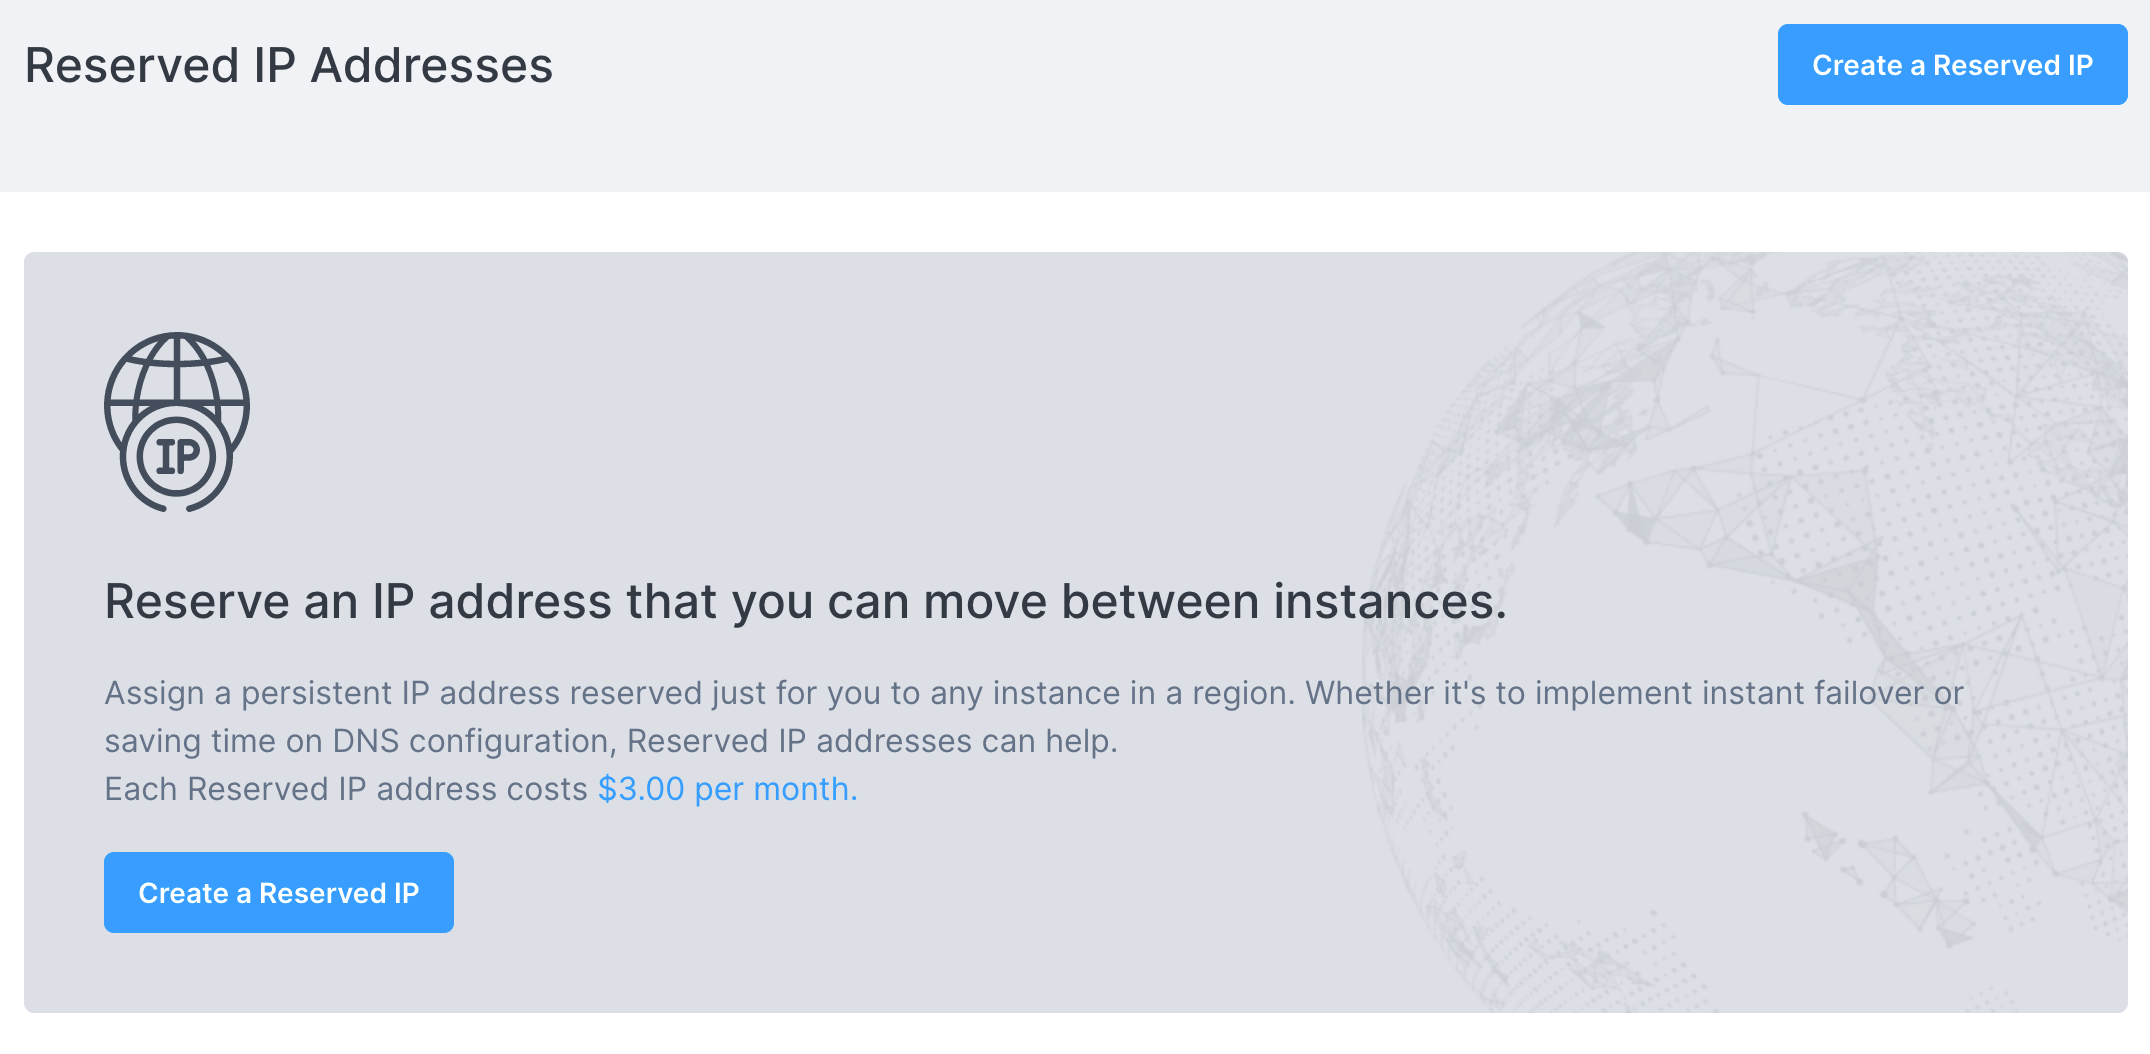 Reserved IP Addresses
Create a Reserved IP
IP
Reserve an IP address that you can move between instances.
Assign a persistent IP address reserved just for you to any instance in a region. Whether it's to implement instant failover or
saving time on DNS configuration, Reserved IP addresses can help.
Each Reserved IP address costs $3.00 per month.
Create a Reserved IP